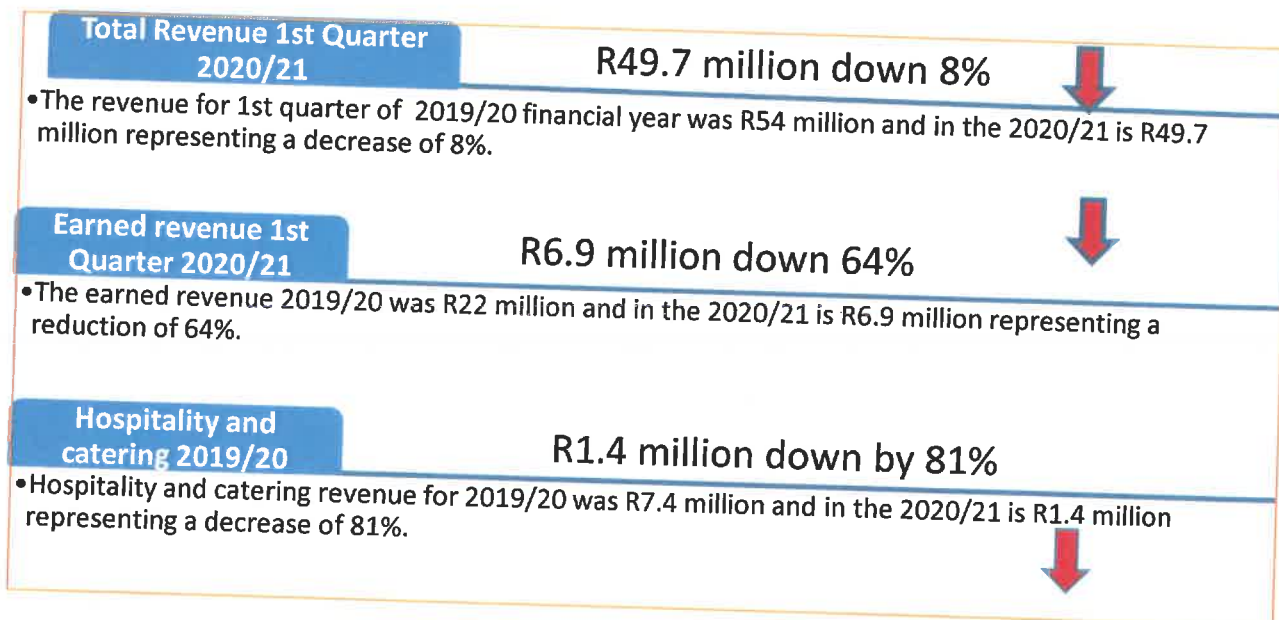 Total Revenue 1st Quarter
2020/21
R49.7 million down 8%
•The revenue for 1st quarter of 2019/20 financial year was R54 million and in the 2020/21 is R49.7
million representing a decrease of 8%.
Earned revenue 1st
Quarter 2020/21
R6.9 million down 64%
•The earned revenue 2019/20 was R22 million and in the 2020/21 is R6.9 million representing a
reduction of 64%.
Hospitality and
catering 2019/20
R1.4 million down by 81%
•Hospitality and catering revenue for 2019/20 was R7.4 million and in the 2020/21 is R1.4 million
representing a decrease of 81%.